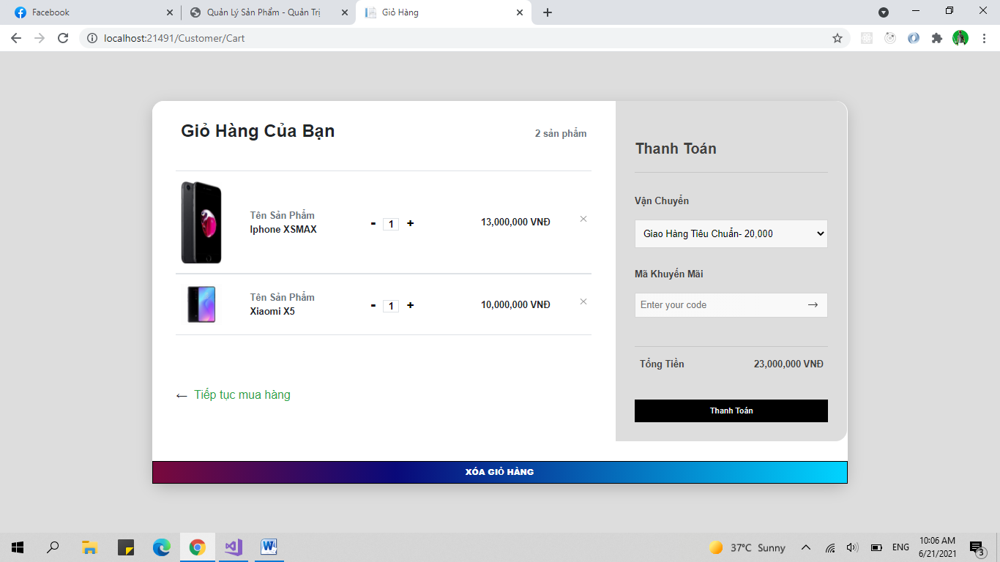 Facebook
Quản Lý Sản Phẩm - Quản Trị
Giỏ Hàng
localhost:21491/Customer/Cart
Giỏ Hàng Của Bạn
2 sản phẩm
Tên Sản Phẩm
Iphone XSMAX
- 1 +
13,000,000 VNĐ
Tên Sản Phẩm
Xiaomi X5
- 1 +
10,000,000 VNĐ
← Tiếp tục mua hàng
Thanh Toán
Vận Chuyển
Giao Hàng Tiêu Chuẩn- 20,000
Mã Khuyến Mãi
Enter your code →
Tổng Tiền 23,000,000 VNĐ
Thanh Toán
XÓA GIỎ HÀNG
37°C Sunny
ENG
10:06 AM
6/21/2021
3